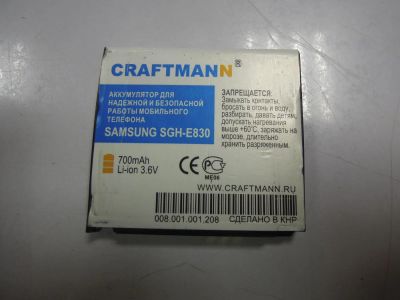 CRAFTMANN®
АККУМУЛЯТОР ДЛЯ
НАДЕЖНОЙ И БЕЗОПАСНОЙ
РАБОТЫ МОБИЛЬНОГО
ТЕЛЕФОНА
SAMSUNG SGH-E830
ЗАПРЕЩАЕТСЯ:
Замыкать контакты,
бросать в огонь и воду,
разбирать, давать детям,
допускать нагревания
выше +60°C, заряжать на
морозе, длительно
хранить разряженным.
700mAh
Li-ion 3.6V
ME06
WWW.CRAFTMANN.RU
008.001.001.208
СДЕЛАНО В КНР